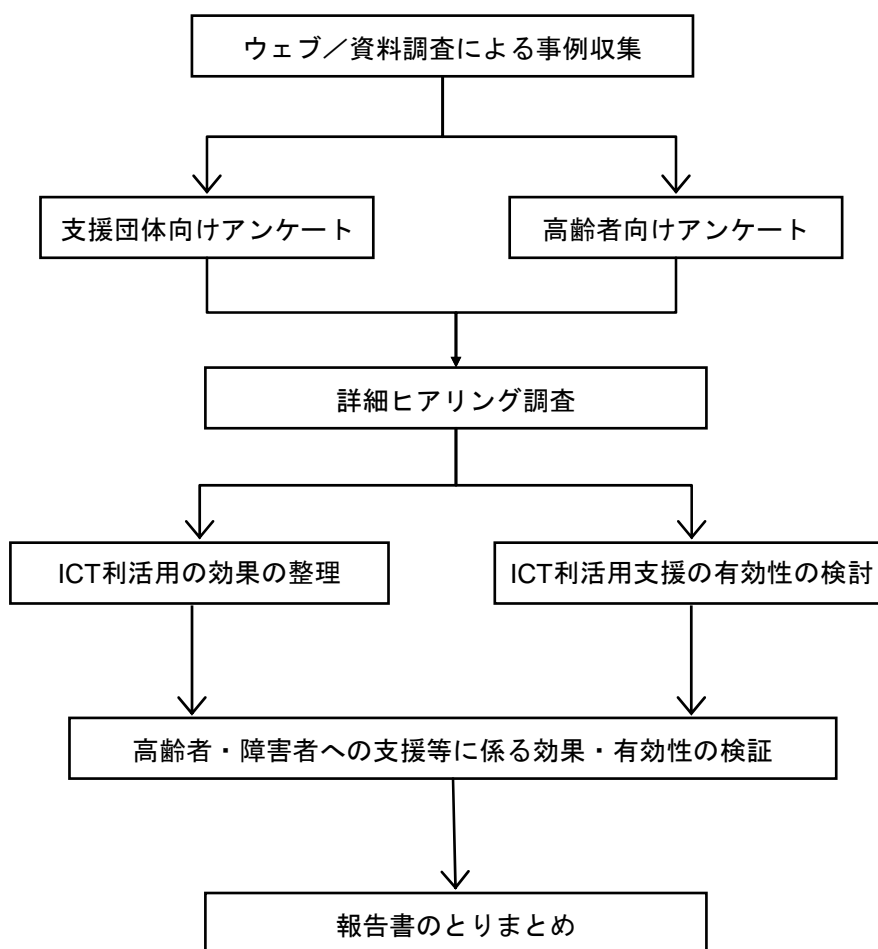 ウェブ／資料調査による事例収集
支援団体向けアンケート
高齢者向けアンケート
詳細ヒアリング調査
ICT利活用の効果の整理
ICT利活用支援の有効性の検討
高齢者・障害者への支援等に係る効果・有効性の検証
報告書のとりまとめ